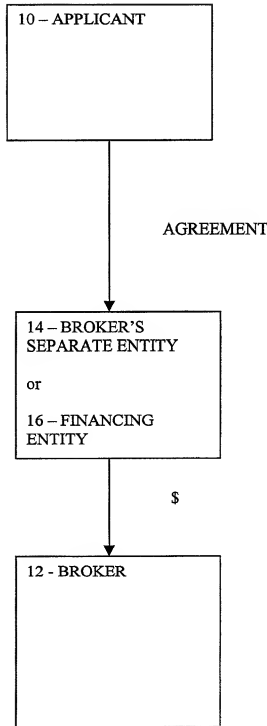 10 – APPLICANT
AGREEMENT
14 – BROKER'S
SEPARATE ENTITY
or
16 – FINANCING
ENTITY
$
12 - BROKER